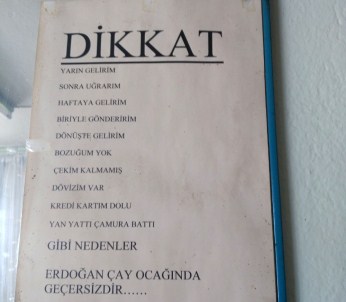 DİKKAT
YARIN GELİRİM
SONRA UĞRARIM
HAFTAYA GELİRİM
BİRİYLE GÖNDERİRİM
DÖNÜŞTE GELİRİM
BOZUĞUM YOK
ÇEKİM KALMAMIŞ
DÖVİZİM VAR
KREDİ KARTIM DOLU
YAN YATTI ÇAMURA BATTI
GİBİ NEDENLER
ERDOĞAN ÇAY OCAĞINDA
GEÇERSİZDİR......